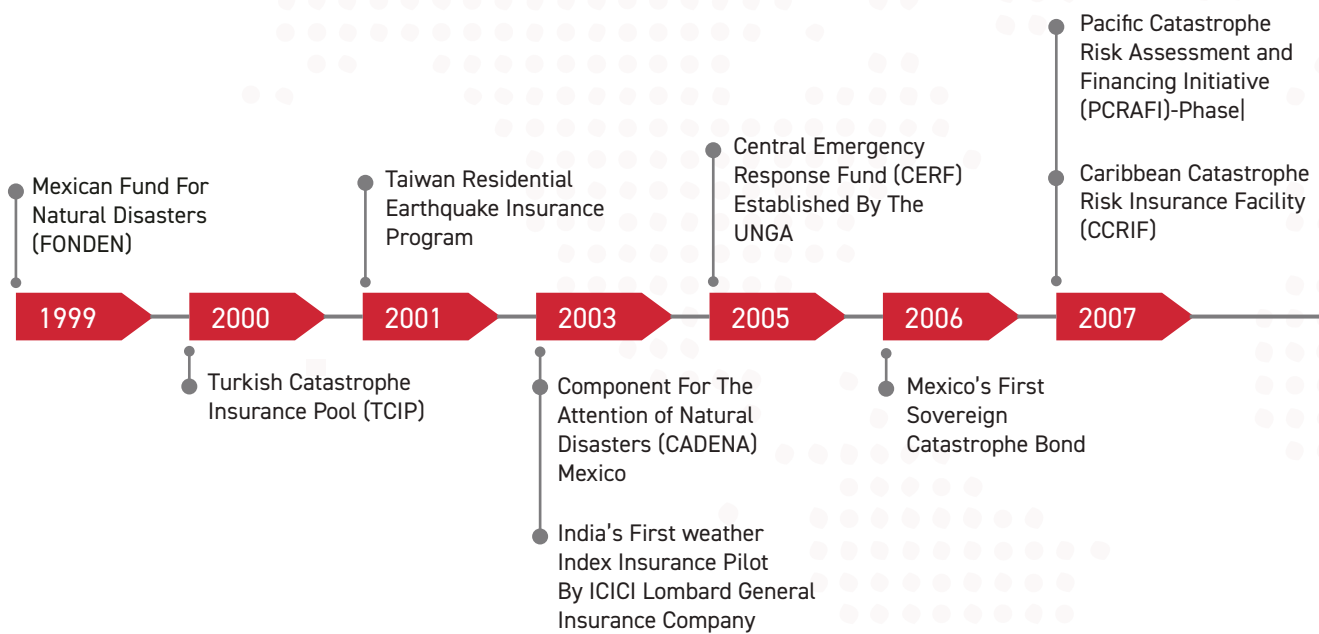 Pacific Catastrophe
Risk Assessment and
Financing Initiative
(PCRAFI)-Phase|
Central Emergency
Response Fund (CERF)
Established By The
UNGA
Caribbean Catastrophe
Risk Insurance Facility
(CCRIF)
Mexican Fund For
Natural Disasters
(FONDEN)
Taiwan Residential
Earthquake Insurance
Program
1999
2000
2001
2003
2005
2006
2007
Turkish Catastrophe
Insurance Pool (TCIP)
Component For The
Attention of Natural
Disasters (CADENA)
Mexico
Mexico's First
Sovereign
Catastrophe Bond
India's First weather
Index Insurance Pilot
By ICICI Lombard General
Insurance Company